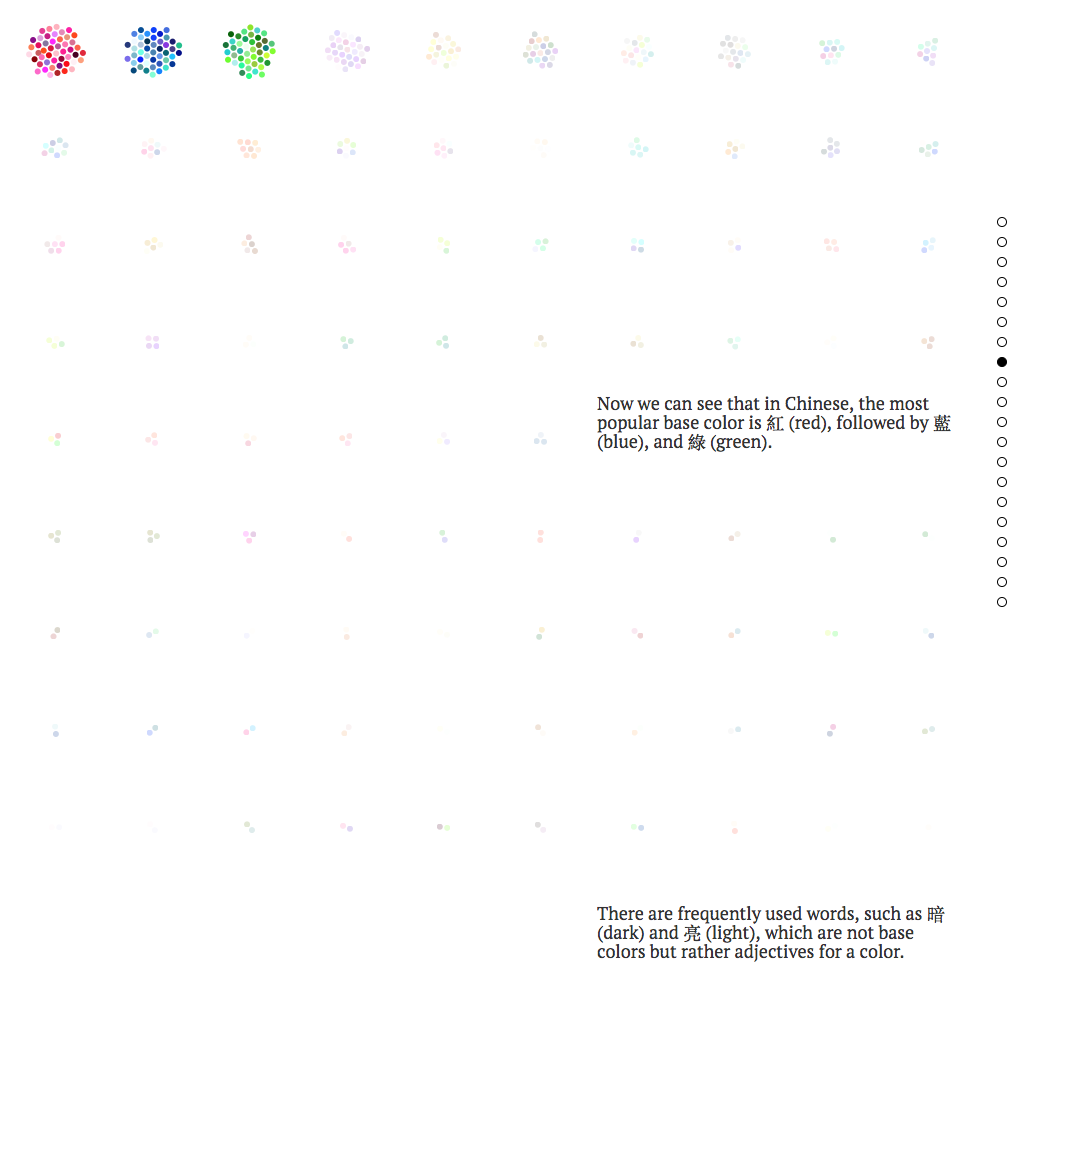 Now we can see that in Chinese, the most
popular base color is 紅 (red), followed by 藍
(blue), and 綠 (green).
There are frequently used words, such as 暗
(dark) and 亮 (light), which are not base
colors but rather adjectives for a color.